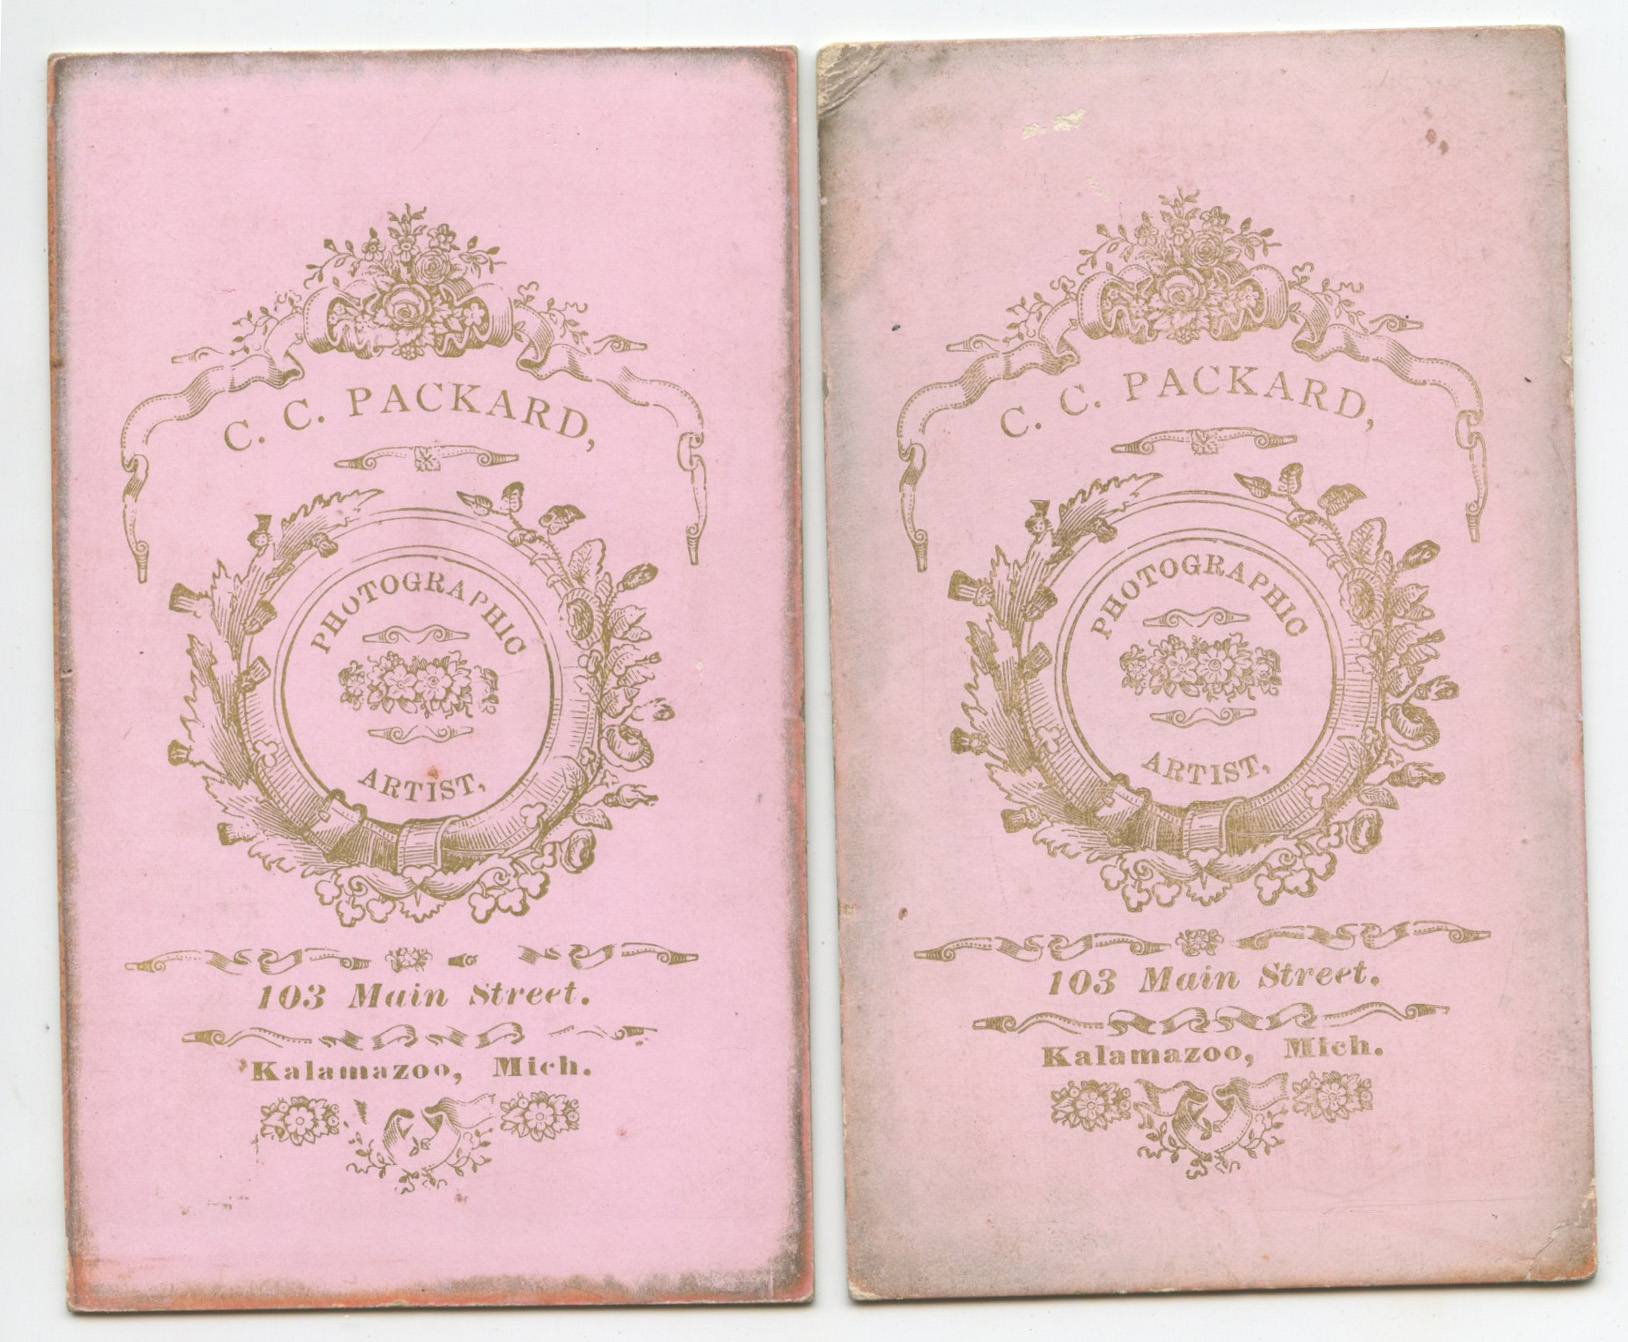 C. C. PACKARD,
PHOTOGRAPHIC
ARTIST,
103 Main Street.
Kalamazoo, Mich.
C. C. PACKARD,
PHOTOGRAPHIC
ARTIST,
103 Main Street.
Kalamazoo, Mich.